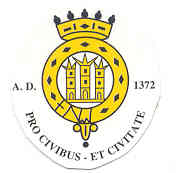 A. D. 1372
PRO CIVIBUS - ET CIVITATE